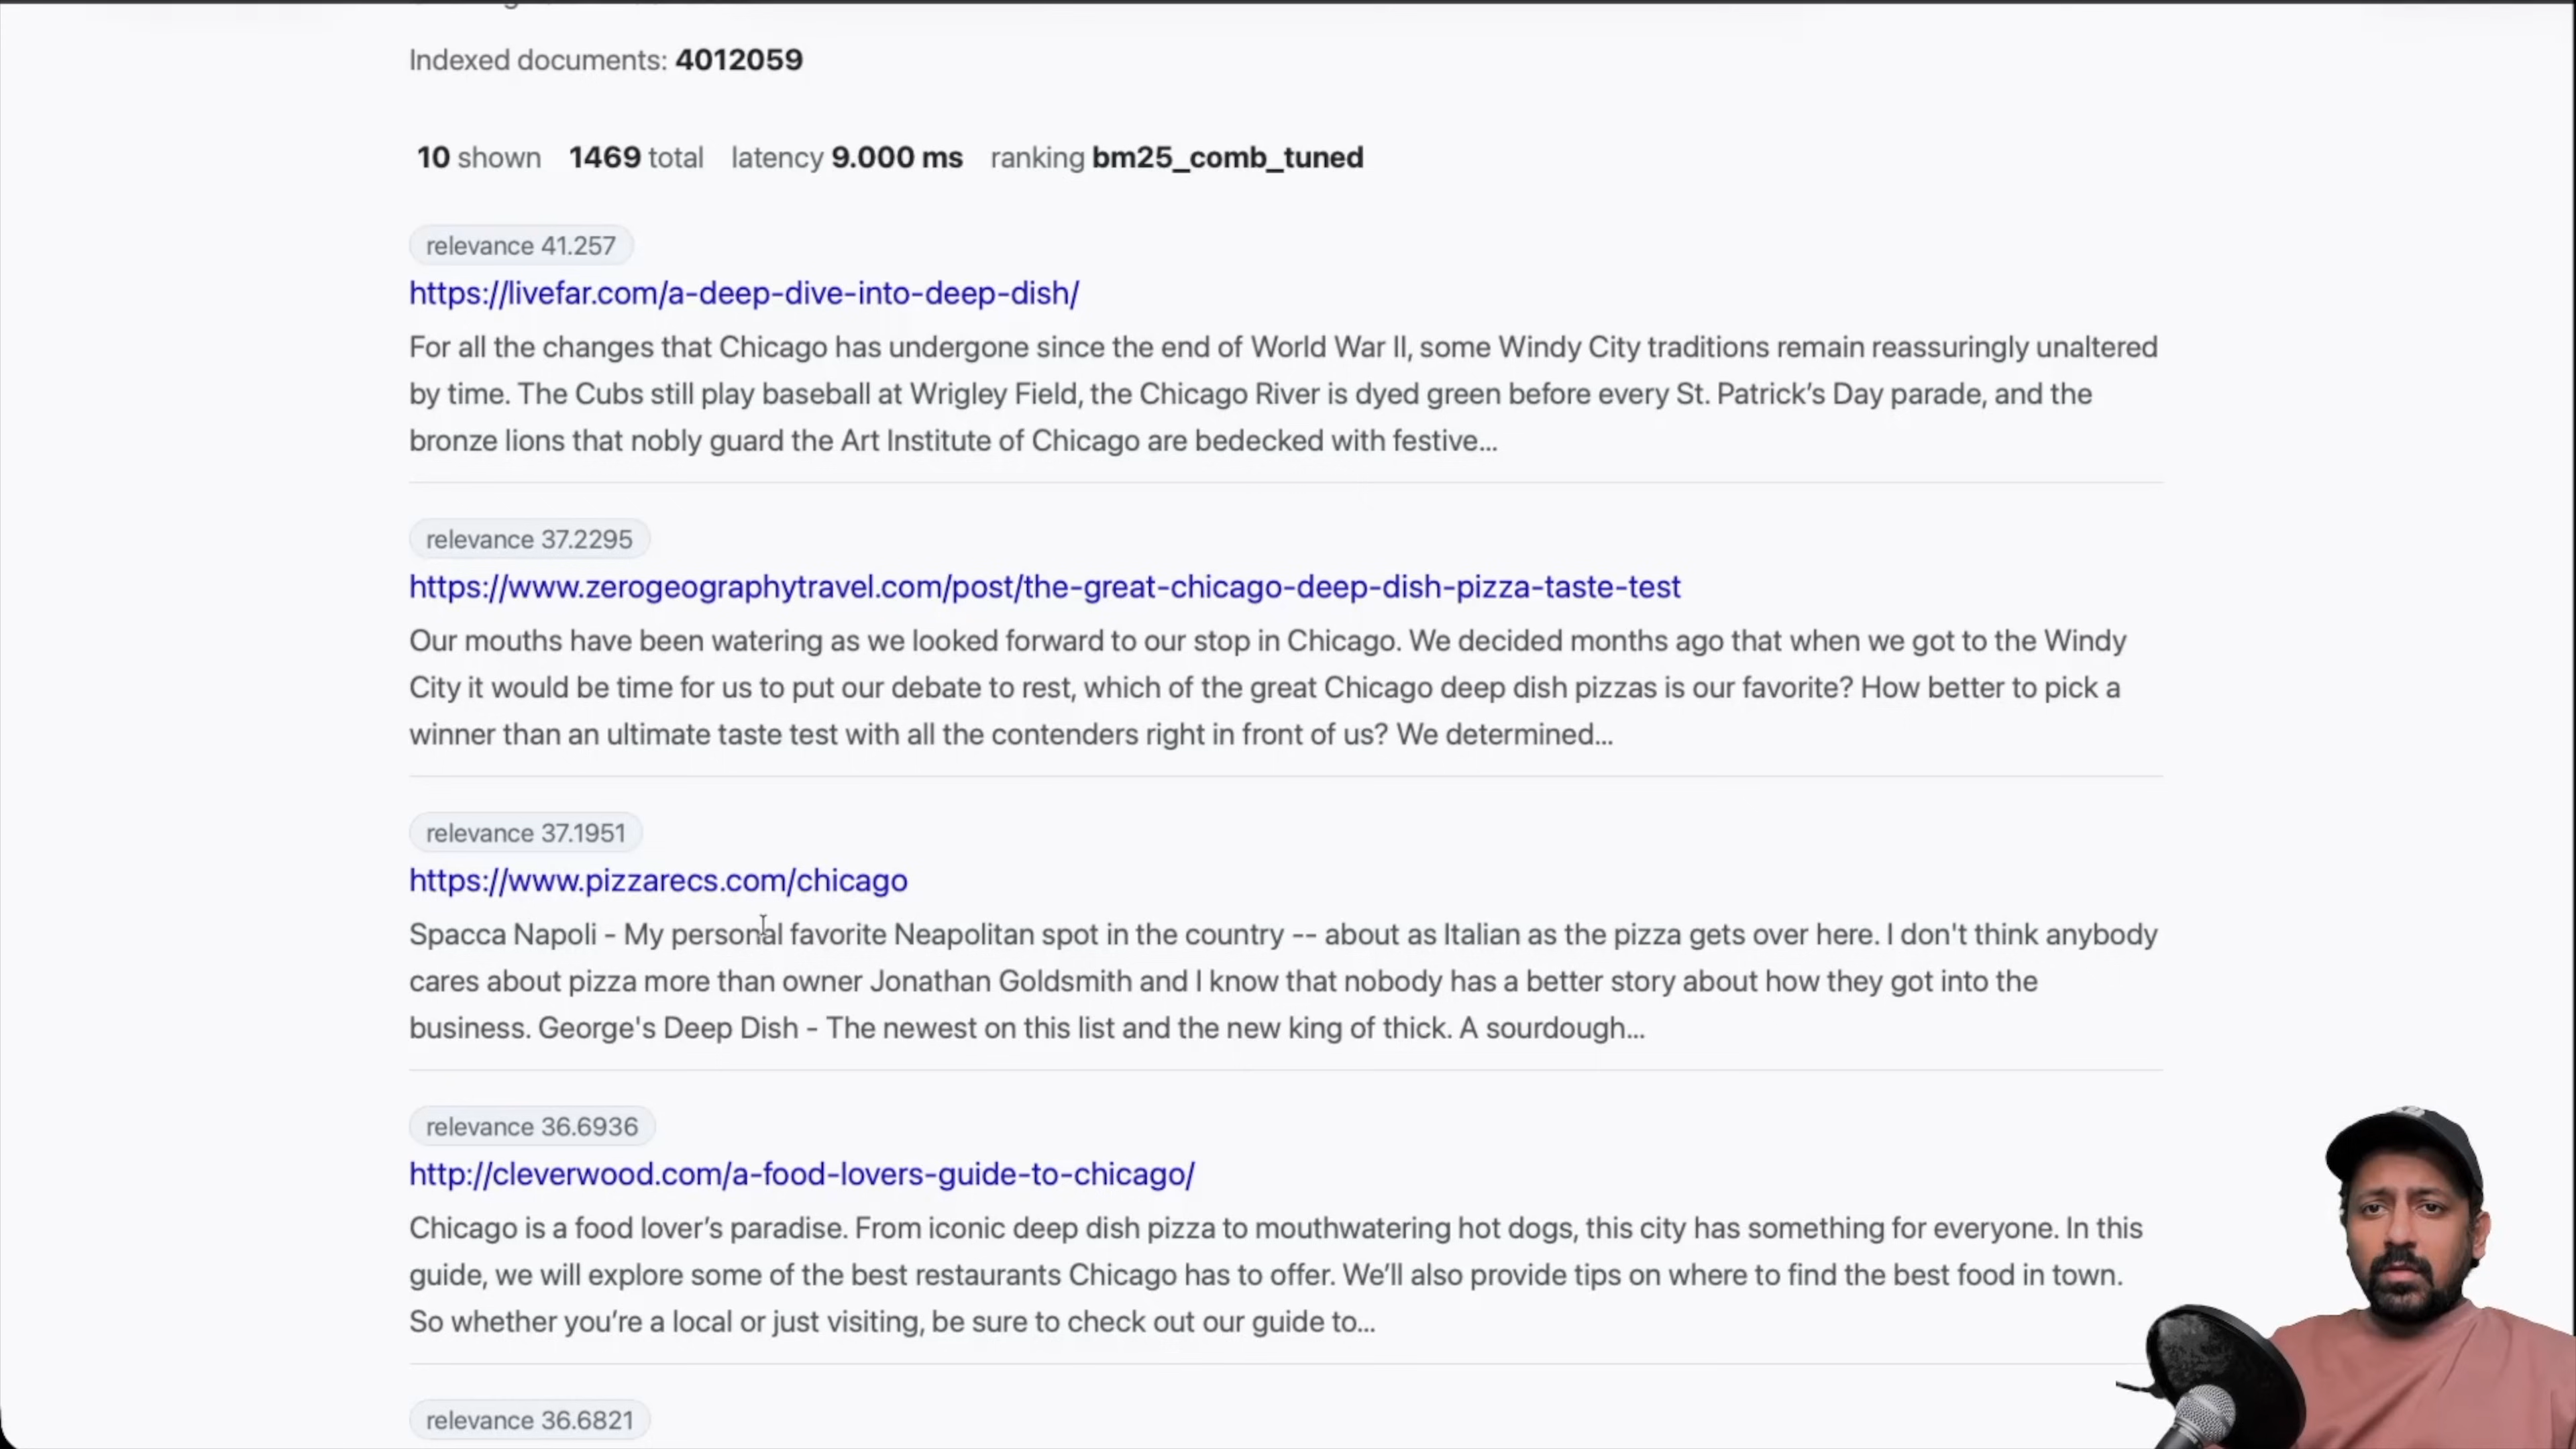 Indexed documents: 4012059
10 shown 1469 total latency 9.000 ms ranking bm25_comb_tuned
relevance 41.257
https://livefar.com/a-deep-dive-into-deep-dish/
For all the changes that Chicago has undergone since the end of World War II, some Windy City traditions remain reassuringly unaltered
by time. The Cubs still play baseball at Wrigley Field, the Chicago River is dyed green before every St. Patrick’s Day parade, and the
bronze lions that nobly guard the Art Institute of Chicago are bedecked with festive...
relevance 37.2295
https://www.zerogeographytravel.com/post/the-great-chicago-deep-dish-pizza-taste-test
Our mouths have been watering as we looked forward to our stop in Chicago. We decided months ago that when we got to the Windy
City it would be time for us to put our debate to rest, which of the great Chicago deep dish pizzas is our favorite? How better to pick a
winner than an ultimate taste test with all the contenders right in front of us? We determined...
relevance 37.1951
https://www.pizzarecs.com/chicago
Spacca Napoli - My personal favorite Neapolitan spot in the country -- about as Italian as the pizza gets over here. I don't think anybody
cares about pizza more than owner Jonathan Goldsmith and I know that nobody has a better story about how they got into the
business. George's Deep Dish - The newest on this list and the new king of thick. A sourdough...
relevance 36.6936
http://cleverwood.com/a-food-lovers-guide-to-chicago/
Chicago is a food lover’s paradise. From iconic deep dish pizza to mouthwatering hot dogs, this city has something for everyone. In this
guide, we will explore some of the best restaurants Chicago has to offer. We’ll also provide tips on where to find the best food in town.
So whether you’re a local or just visiting, be sure to check out our guide to...
relevance 36.6821